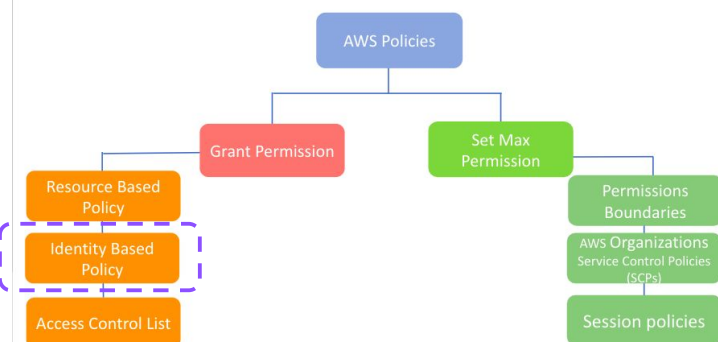 AWS Policies
Grant Permission
Set Max
Permission
Resource Based
Policy
Identity Based
Policy
Access Control List
Permissions
Boundaries
AWS Organizations
Service Control Policies
(SCPs)
Session policies